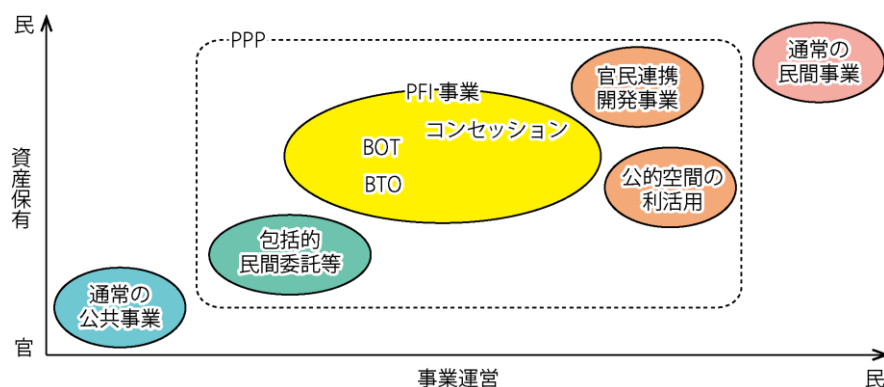 民
PPP
通常の
民間事業
官民連携
開発事業
PFI 事業
コンセッション
BOT
BTO
公的空間の
利活用
資産保有
包括的
民間委託等
通常の
公共事業
官
事業運営
民